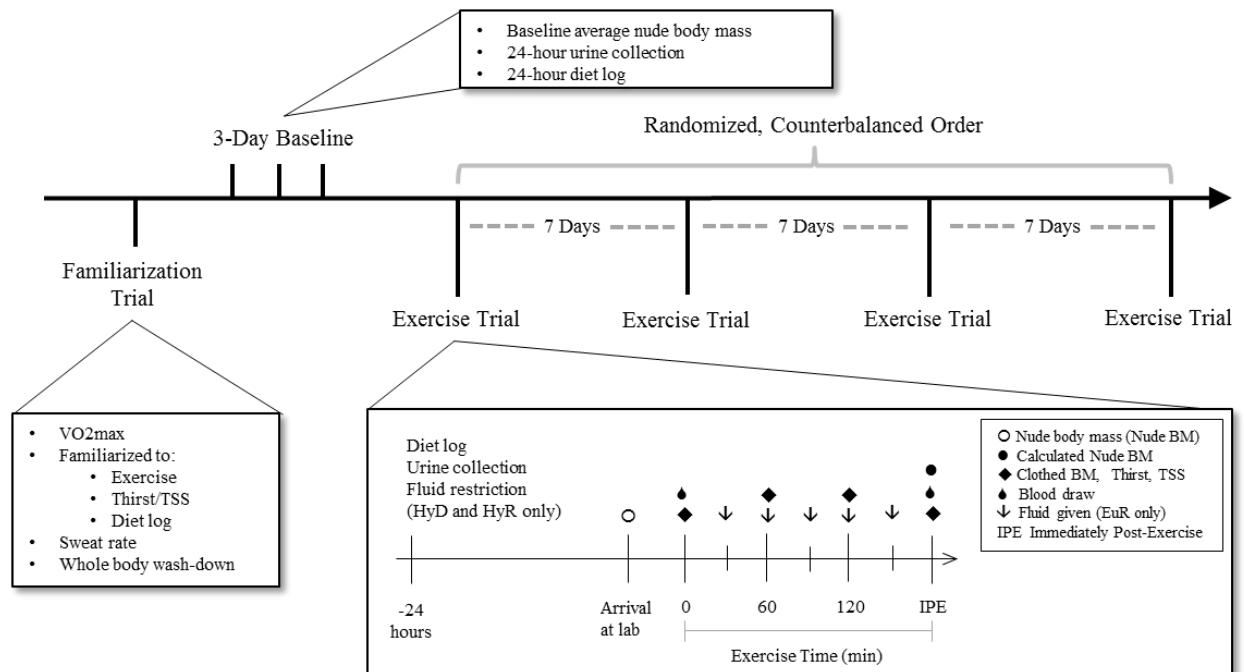 • Baseline average nude body mass
• 24-hour urine collection
• 24-hour diet log
3-Day Baseline
Randomized, Counterbalanced Order
7 Days
7 Days
7 Days
Familiarization
Trial
Exercise Trial
Exercise Trial
Exercise Trial
Exercise Trial
• VO2max
• Familiarized to:
• Exercise
• Thirst/TSS
• Diet log
• Sweat rate
• Whole body wash-down
Diet log
Urine collection
Fluid restriction
(HyD and HyR only)
Nude body mass (Nude BM)
Calculated Nude BM
Clothed BM, Thirst, TSS
Blood draw
Fluid given (EuR only)
IPE Immediately Post-Exercise
-24
hours
Arrival
at lab
0
60
120
IPE
Exercise Time (min)